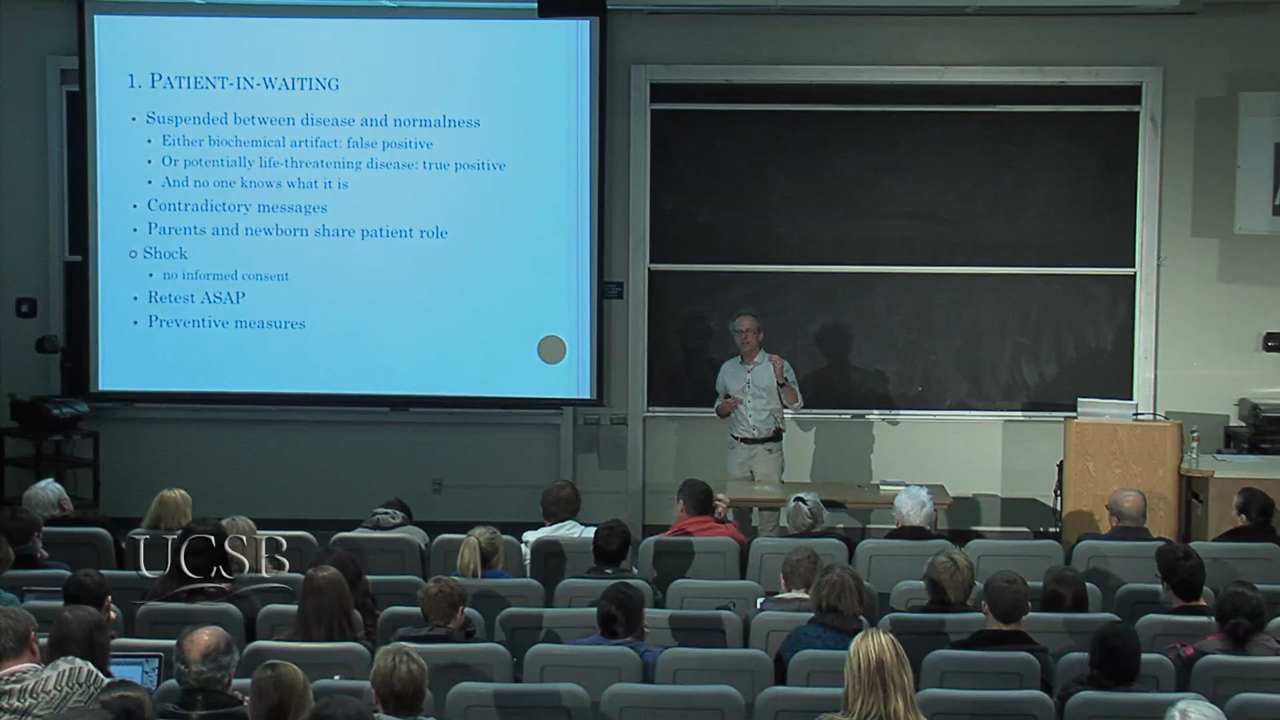 1. PATIENT-IN-WAITING
• Suspended between disease and normalness
• Either biochemical artifact: false positive
• Or potentially life-threatening disease: true positive
• And no one knows what it is
• Contradictory messages
• Parents and newborn share patient role
○ Shock
• no informed consent
• Retest ASAP
• Preventive measures
UCSB